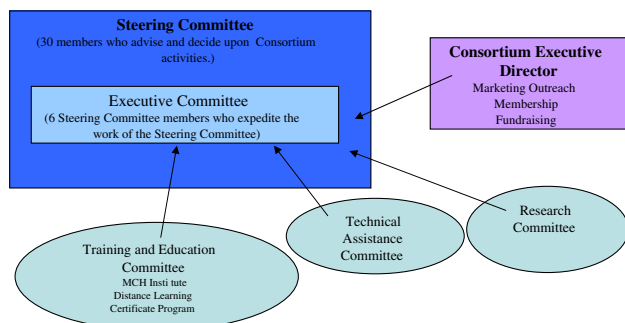 Steering Committee
(30 members who advise and decide upon Consortium
activities.)
Executive Committee
(6 Steering Committee members who expedite the
work of the Steering Committee)
Consortium Executive
Director
Marketing Outreach
Membership
Fundraising
Training and Education
Committee
MCH Insti tute
Distance Learning
Certificate Program
Technical
Assistance
Committee
Research
Committee